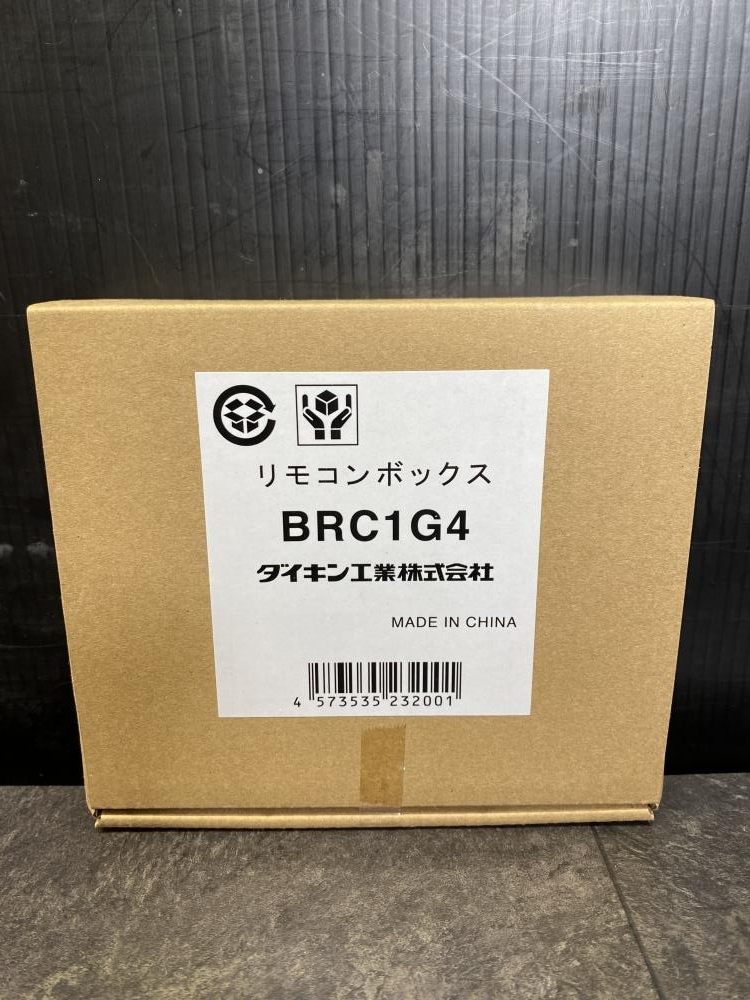 リモコンボックス
BRC1G4
ダイキン工業株式会社
MADE IN CHINA
4 573535 232001